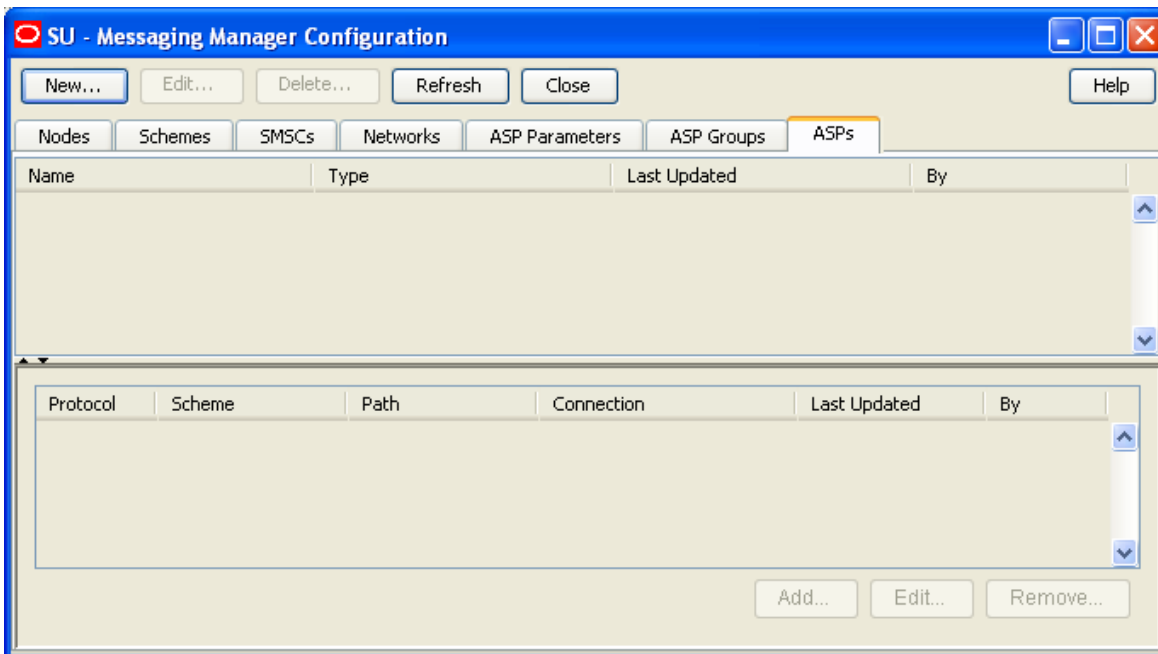 SU - Messaging Manager Configuration
New... Edit... Delete... Refresh Close Help
Nodes Schemes SMSCs Networks ASP Parameters ASP Groups ASPs
Name Type Last Updated By
Protocol Scheme Path Connection Last Updated By
Add... Edit... Remove...